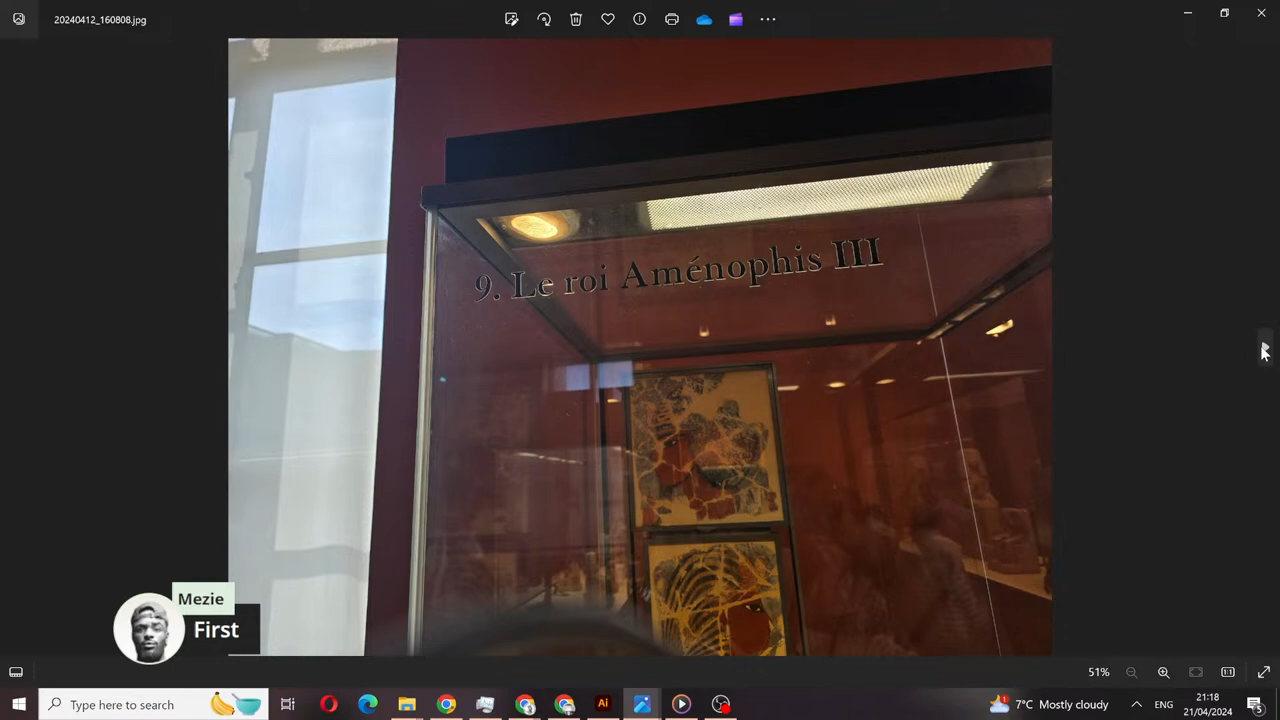 20240412_160808.jpg
9. Le roi Aménophis III
Mezie
First
51%
Type here to search
7°C Mostly cloudy
ENG
21:18
21/04/2024
5